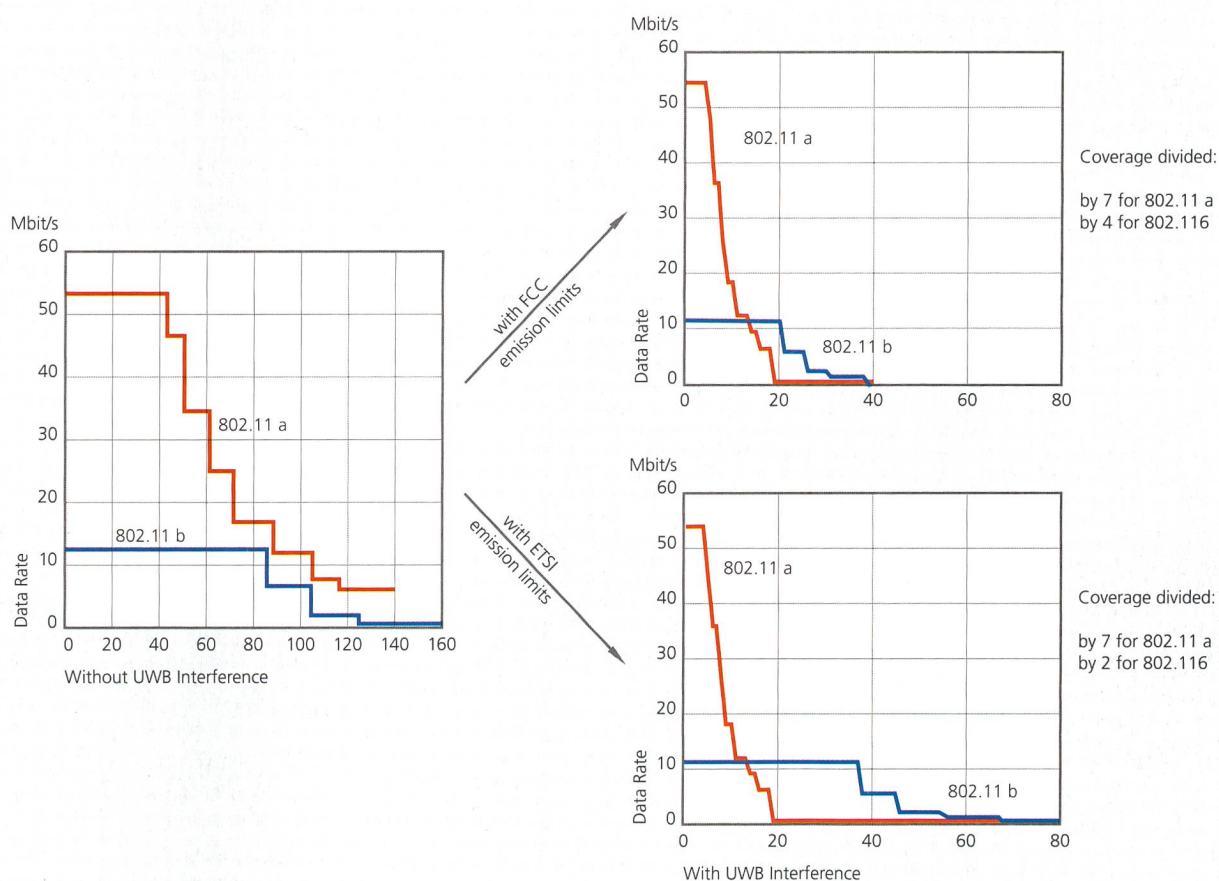 Mbit/s
60
50
40
30
20
10
0
Data Rate
802.11 a
802.11 b
0 20 40 60 80 100 120 140 160
Without UWB Interference
with FCC
emission limits
with ETSI
emission limits
Mbit/s
60
50
40
30
20
10
0
Data Rate
802.11 a
802.11 b
0 20 40 60 80
Coverage divided:
by 7 for 802.11 a
by 4 for 802.116
Mbit/s
60
50
40
30
20
10
0
Data Rate
802.11 a
802.11 b
0 20 40 60 80
With UWB Interference
Coverage divided:
by 7 for 802.11 a
by 2 for 802.116